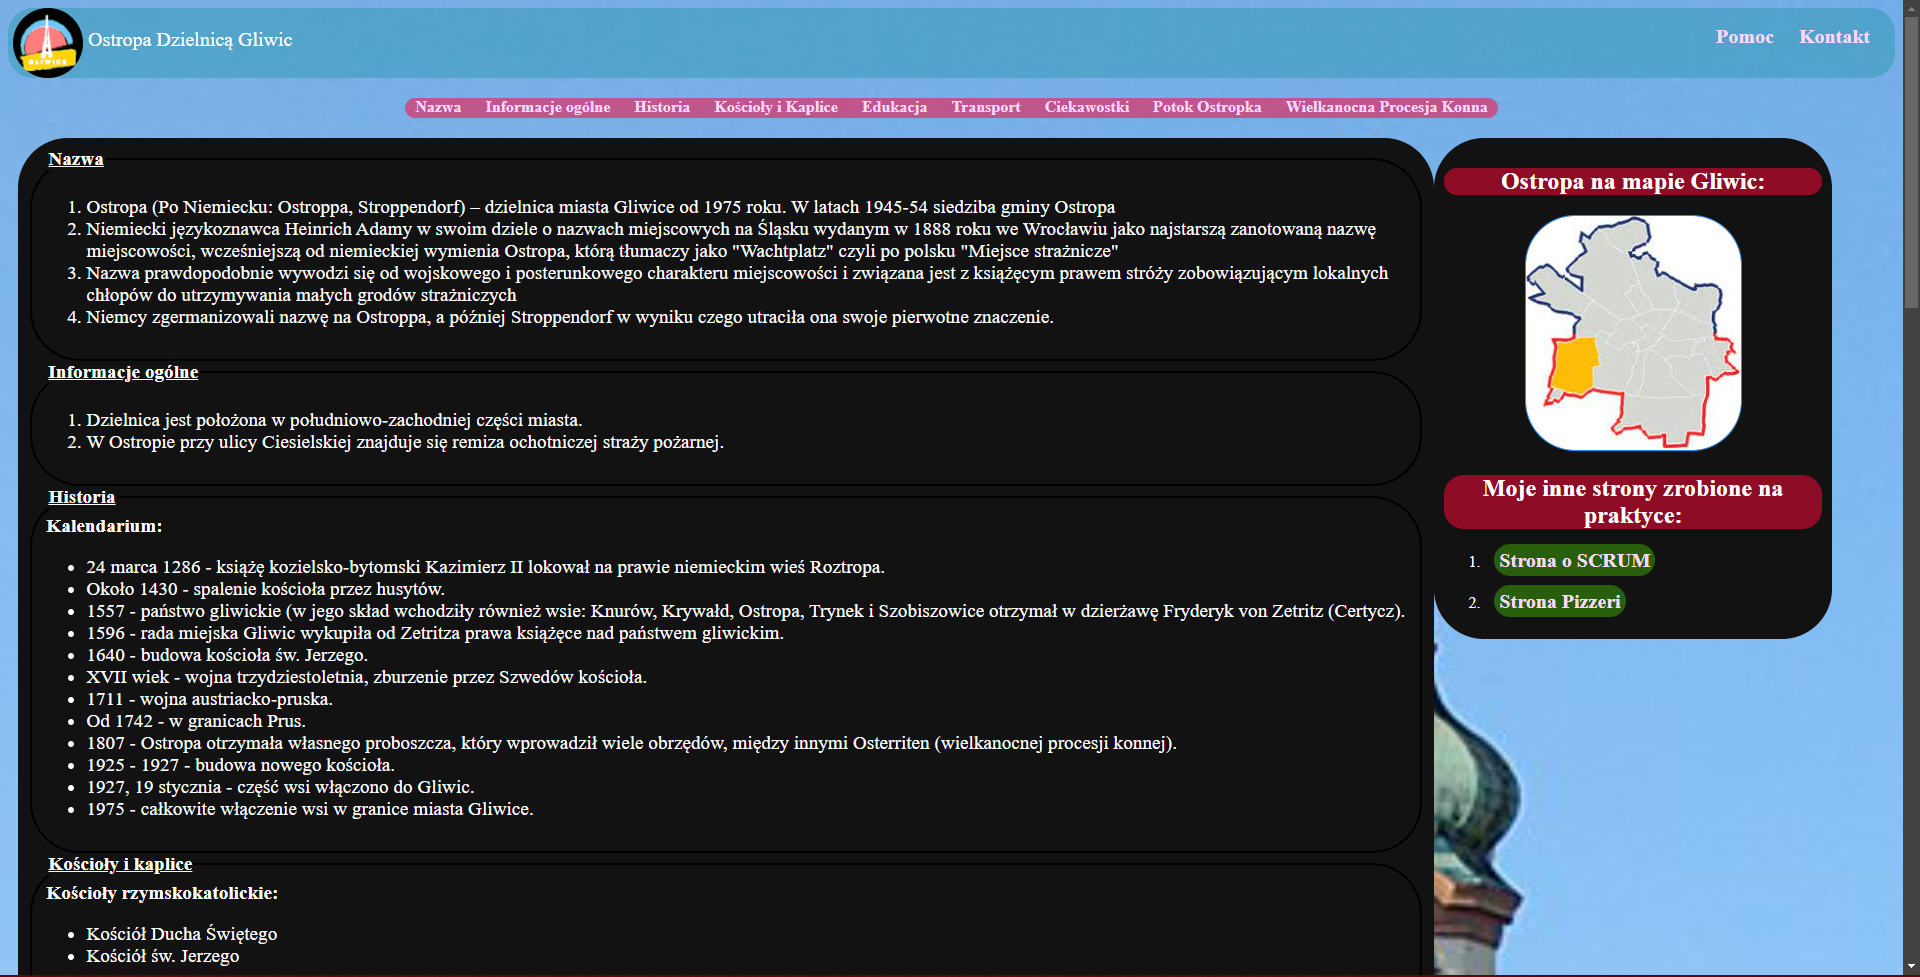 GLIWICE
Ostropa Dzielnicą Gliwic
Pomoc Kontakt
Nazwa Informacje ogólne Historia Kościoły i Kaplice Edukacja Transport Ciekawostki Potok Ostropka Wielkanocna Procesja Konna
Nazwa
1. Ostropa (Po Niemiecku: Ostroppa, Stroppendorf) – dzielnica miasta Gliwice od 1975 roku. W latach 1945-54 siedziba gminy Ostropa
2. Niemiecki językoznawca Heinrich Adamy w swoim dziele o nazwach miejscowych na Śląsku wydanym w 1888 roku we Wrocławiu jako najstarszą zanotowaną nazwę
miejscowości, wcześniejszą od niemieckiej wymienia Ostropa, którą tłumaczy jako "Wachtplatz" czyli po polsku "Miejsce strażnicze"
3. Nazwa prawdopodobnie wywodzi się od wojskowego i posterunkowego charakteru miejscowości i związana jest z książęcym prawem stróży zobowiązującym lokalnych
chłopów do utrzymywania małych grodów strażniczych
4. Niemcy zgermanizowali nazwę na Ostroppa, a później Stroppendorf w wyniku czego utraciła ona swoje pierwotne znaczenie.
Informacje ogólne
1. Dzielnica jest położona w południowo-zachodniej części miasta.
2. W Ostropie przy ulicy Ciesielskiej znajduje się remiza ochotniczej straży pożarnej.
Historia
Kalendarium:
• 24 marca 1286 - książę kozielsko-bytomski Kazimierz II lokował na prawie niemieckim wieś Roztropa.
• Około 1430 - spalenie kościoła przez husytów.
• 1557 - państwo gliwickie (w jego skład wchodziły również wsie: Knurów, Krywałd, Ostropa, Trynek i Szobiszowice otrzymał w dzierżawę Fryderyk von Zetritz (Certycz).
• 1596 - rada miejska Gliwic wykupiła od Zetritza prawa książęce nad państwem gliwickim.
• 1640 - budowa kościoła św. Jerzego.
• XVII wiek - wojna trzydziestoletnia, zburzenie przez Szwedów kościoła.
• 1711 - wojna austriacko-pruska.
• Od 1742 - w granicach Prus.
• 1807 - Ostropa otrzymała własnego proboszcza, który wprowadził wiele obrzędów, między innymi Osterriten (wielkanocnej procesji konnej).
• 1925 - 1927 - budowa nowego kościoła.
• 1927, 19 stycznia - część wsi włączono do Gliwic.
• 1975 - całkowite włączenie wsi w granice miasta Gliwice.
Kościoły i kaplice
Kościoły rzymskokatolickie:
• Kościół Ducha Świętego
• Kościół św. Jerzego
Ostropa na mapie Gliwic:
Moje inne strony zrobione na
praktyce:
1. Strona o SCRUM
2. Strona Pizzeri